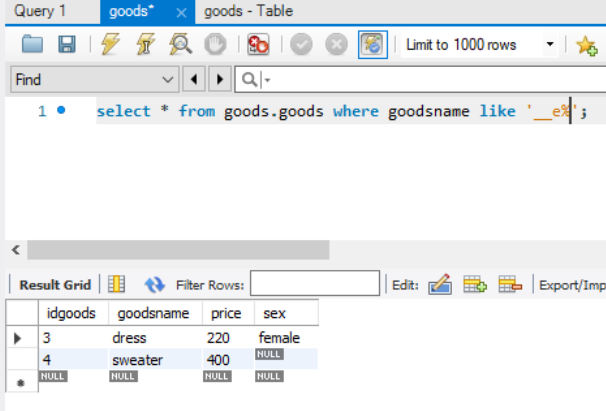 Query 1 goods* × goods - Table
Limit to 1000 rows
Find
1 select * from goods.goods where goodsname like '__e%';
Result Grid Filter Rows: Edit: Export/Imp
idgoods goodsname price sex
3 dress 220 female
4 sweater 400 NULL
NULL NULL NULL NULL